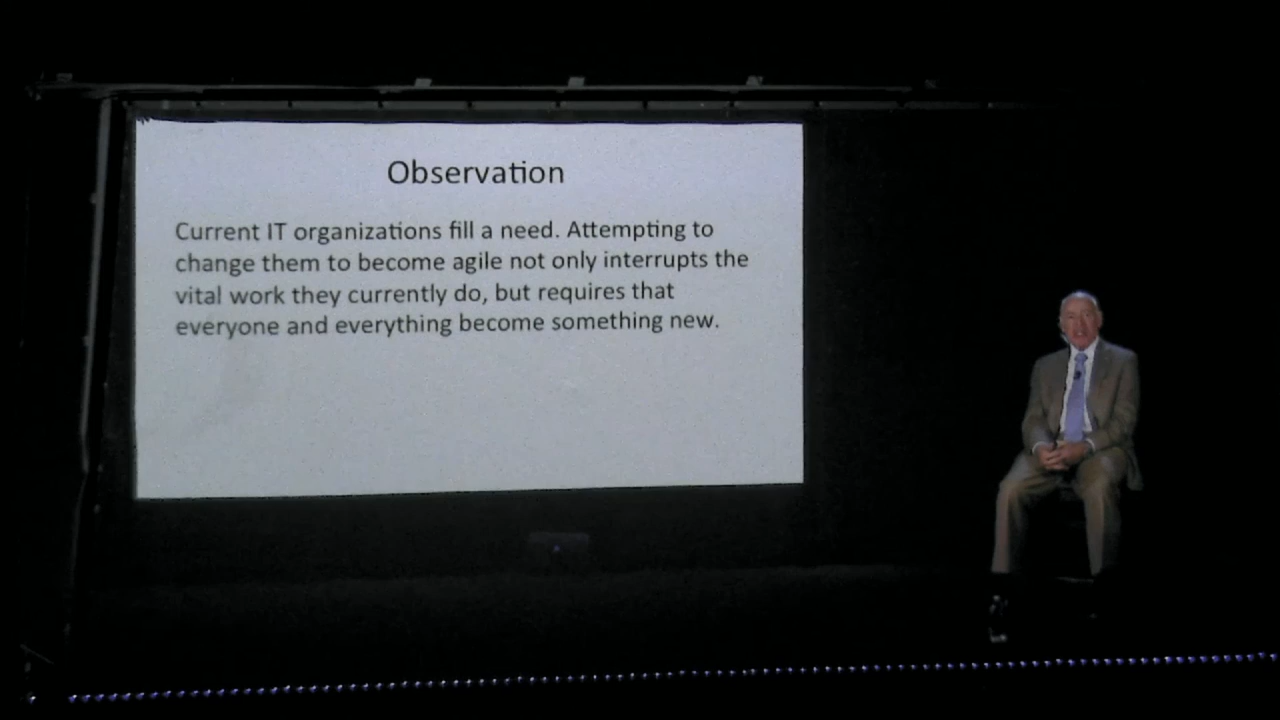 Observation
Current IT organizations fill a need. Attempting to
change them to become agile not only interrupts the
vital work they currently do, but requires that
everyone and everything become something new.